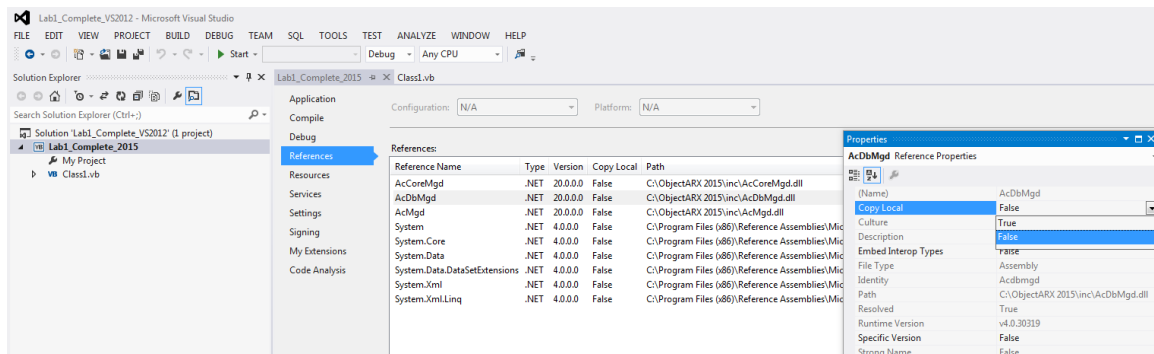 Lab1_Complete_VS2012 - Microsoft Visual Studio
FILE EDIT VIEW PROJECT BUILD DEBUG TEAM SQL TOOLS TEST ANALYZE WINDOW HELP
Start Debug Any CPU
Solution Explorer
Search Solution Explorer (Ctrl+;)
Solution 'Lab1_Complete_VS2012' (1 project)
VB Lab1_Complete_2015
My Project
VB Class1.vb
Lab1_Complete_2015 Class1.vb
Application
Compile
Debug
References
Resources
Services
Settings
Signing
My Extensions
Code Analysis
Configuration: N/A Platform: N/A
References:
Reference Name Type Version Copy Local Path
AcCoreMgd .NET 20.0.0.0 False C:\ObjectARX 2015\inc\AcCoreMgd.dll
AcDbMgd .NET 20.0.0.0 False C:\ObjectARX 2015\inc\AcDbMgd.dll
AcMgd .NET 20.0.0.0 False C:\ObjectARX 2015\inc\AcMgd.dll
System .NET 4.0.0.0 False C:\Program Files (x86)\Reference Assemblies\Mic
System.Core .NET 4.0.0.0 False C:\Program Files (x86)\Reference Assemblies\Mic
System.Data .NET 4.0.0.0 False C:\Program Files (x86)\Reference Assemblies\Mic
System.Data.DataSetExtensions .NET 4.0.0.0 False C:\Program Files (x86)\Reference Assemblies\Mic
System.Xml .NET 4.0.0.0 False C:\Program Files (x86)\Reference Assemblies\Mic
System.Xml.Linq .NET 4.0.0.0 False C:\Program Files (x86)\Reference Assemblies\Mic
Properties
AcDbMgd Reference Properties
(Name) AcDbMgd
Copy Local False
Culture True
Description False
Embed Interop Types False
File Type Assembly
Identity Acdbmgd
Path C:\ObjectARX 2015\inc\AcDbMgd.dll
Resolved True
Runtime Version v4.0.30319
Specific Version False
Strong Name False